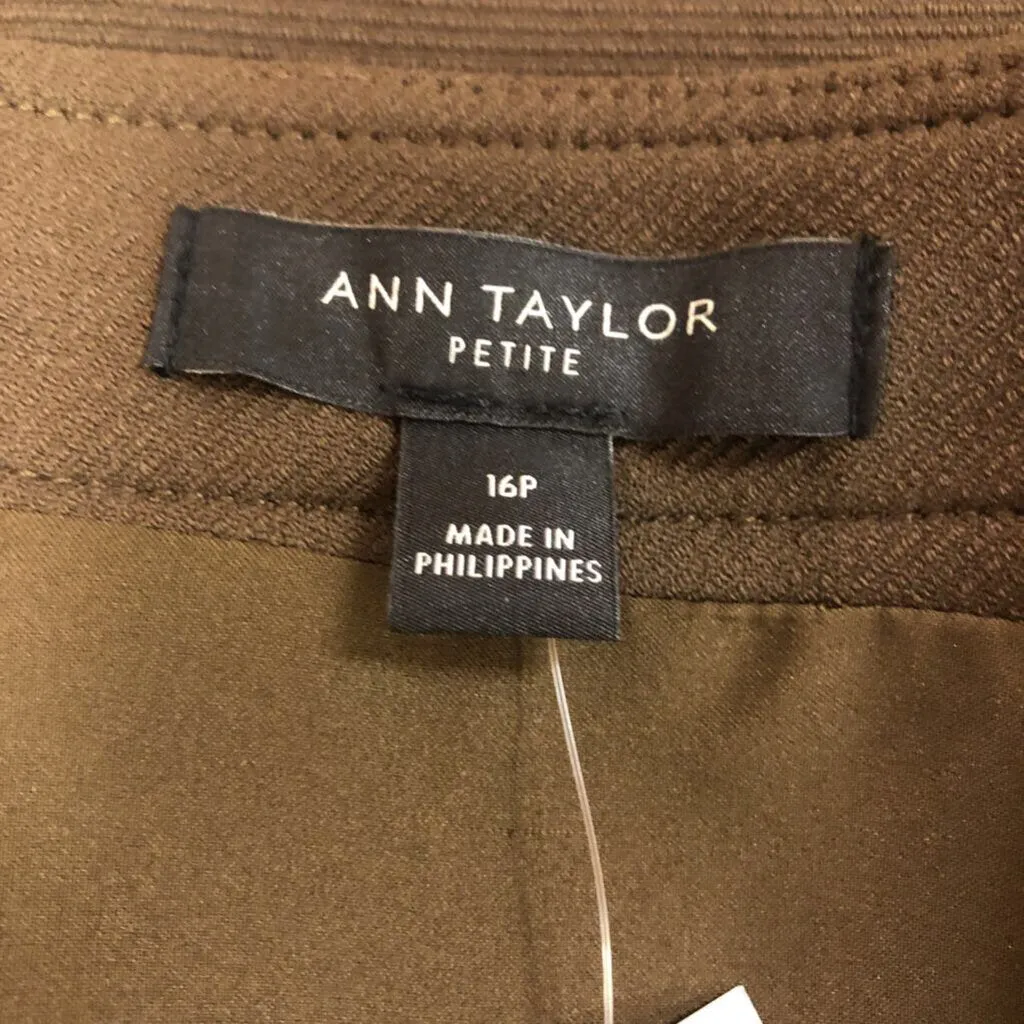 ANN TAYLOR
PETITE
16P
MADE IN
PHILIPPINES